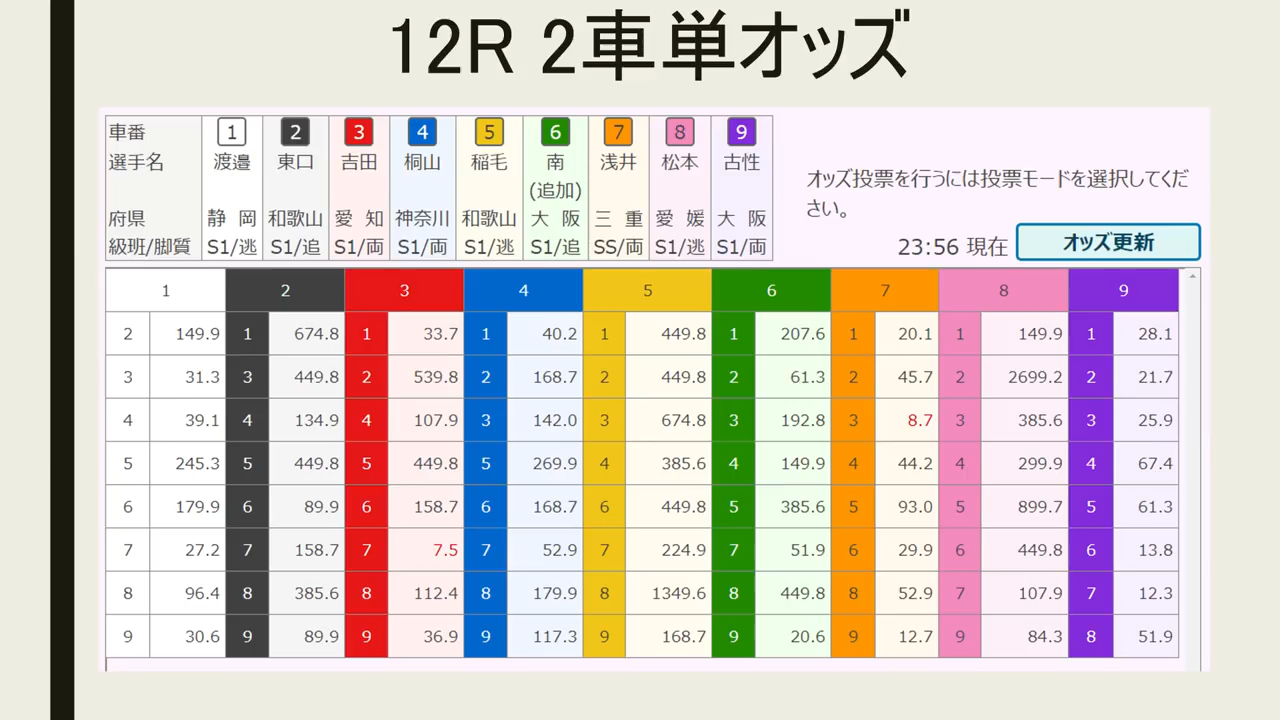 12R 2車単オッズ
車番 1 2 3 4 5 6 7 8 9
選手名 渡邉 東口 吉田 桐山 稲毛 南 浅井 松本 古性
(追加)
府県 静岡 和歌山 愛知 神奈川 和歌山 大阪 三重 愛媛 大阪
級班/脚質 S1/逃 S1/追 S1/両 S1/両 S1/逃 S1/追 SS/両 S1/逃 S1/両
オッズ投票を行うには投票モードを選択してくだ
さい。
23:56 現在 オッズ更新
1 2 3 4 5 6 7 8 9
2 149.9 1 674.8 1 33.7 1 40.2 1 449.8 1 207.6 1 20.1 1 149.9 1 28.1
3 31.3 3 449.8 2 539.8 2 168.7 2 449.8 2 61.3 2 45.7 2 2699.2 2 21.7
4 39.1 4 134.9 4 107.9 3 142.0 3 674.8 3 192.8 3 8.7 3 385.6 3 25.9
5 245.3 5 449.8 5 449.8 5 269.9 4 385.6 4 149.9 4 44.2 4 299.9 4 67.4
6 179.9 6 89.9 6 158.7 6 168.7 6 449.8 5 385.6 5 93.0 5 899.7 5 61.3
7 27.2 7 158.7 7 7.5 7 52.9 7 224.9 7 51.9 6 29.9 6 449.8 6 13.8
8 96.4 8 385.6 8 112.4 8 179.9 8 1349.6 8 449.8 8 52.9 7 107.9 7 12.3
9 30.6 9 89.9 9 36.9 9 117.3 9 168.7 9 20.6 9 12.7 9 84.3 8 51.9